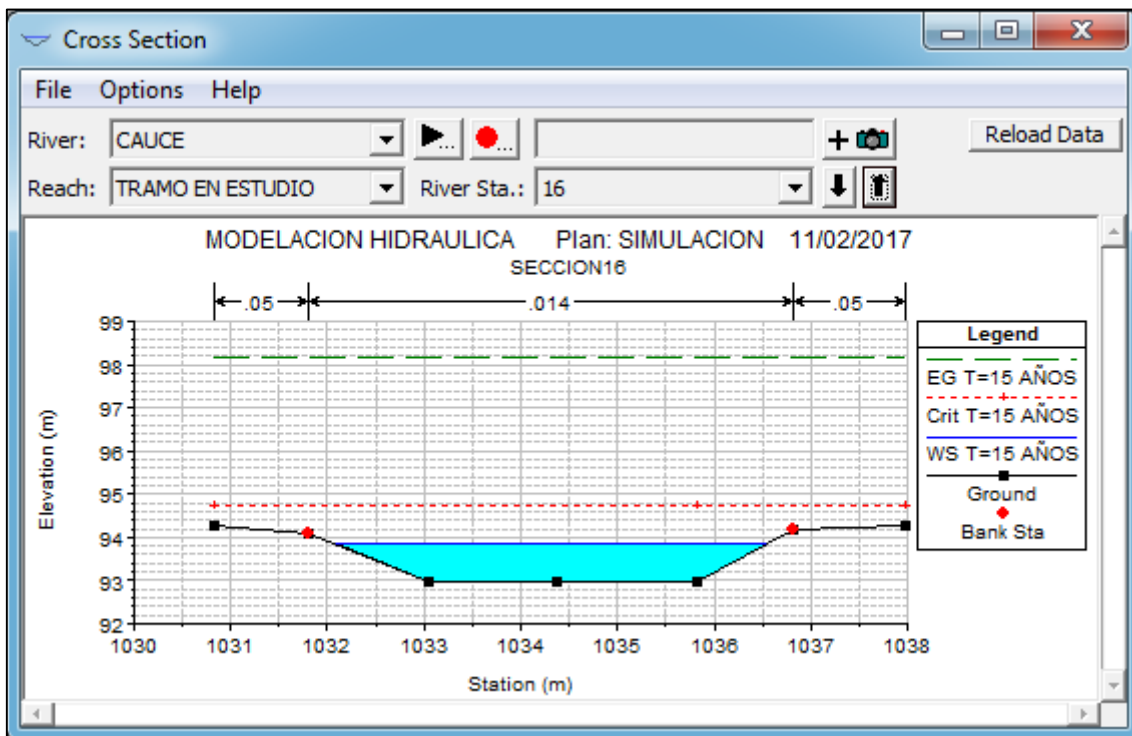 Cross Section
File Options Help
River: CAUCE ... ... + Reload Data
Reach: TRAMO EN ESTUDIO River Sta.: 16
MODELACION HIDRAULICA Plan: SIMULACION 11/02/2017
SECCION16
.05 .014 .05
99
98
97
96
95
94
93
92
Elevation (m)
1030 1031 1032 1033 1034 1035 1036 1037 1038
Station (m)
Legend
EG T=15 AÑOS
Crit T=15 AÑOS
WS T=15 AÑOS
Ground
Bank Sta